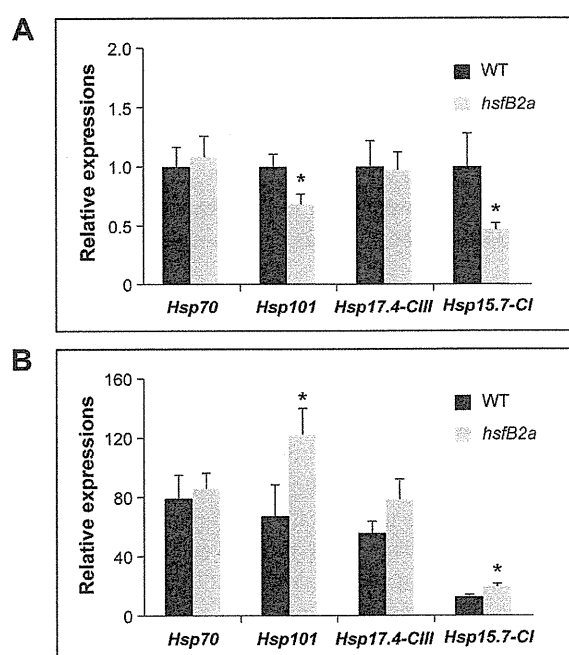 A
Relative expressions
2.0
1.5
1.0
0.5
0
WT
hsfB2a
*
*
Hsp70 Hsp101 Hsp17.4-CIII Hsp15.7-CI
B
Relative expressions
160
120
80
40
0
WT
hsfB2a
*
*
Hsp70 Hsp101 Hsp17.4-CIII Hsp15.7-CI